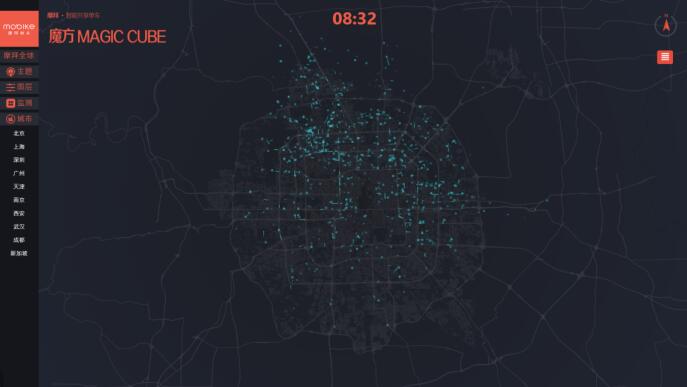 mobike
摩拜单车
摩拜 · 智能共享单车
08:32
N
魔方 MAGIC CUBE
摩拜全球
主题
图层
监测
城市
北京
上海
深圳
广州
天津
南京
西安
武汉
成都
新加坡